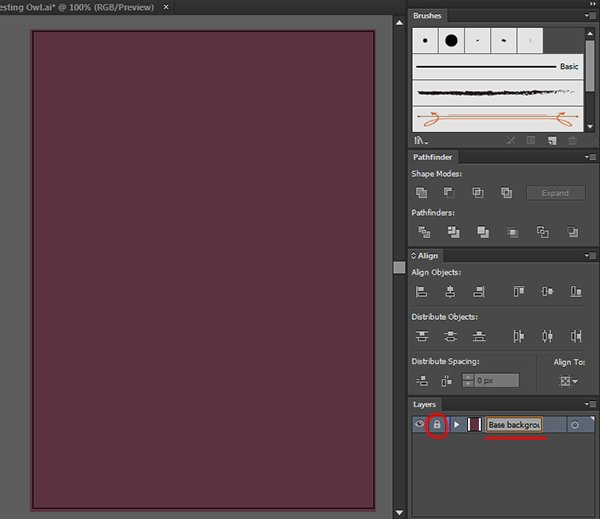 esting Owl.ai* @ 100% (RGB/Preview)
Brushes
Basic
Pathfinder
Shape Modes:
Expand
Pathfinders:
Align
Align Objects:
Distribute Objects:
Distribute Spacing:
Align To:
0 px
Layers
Base backgrou